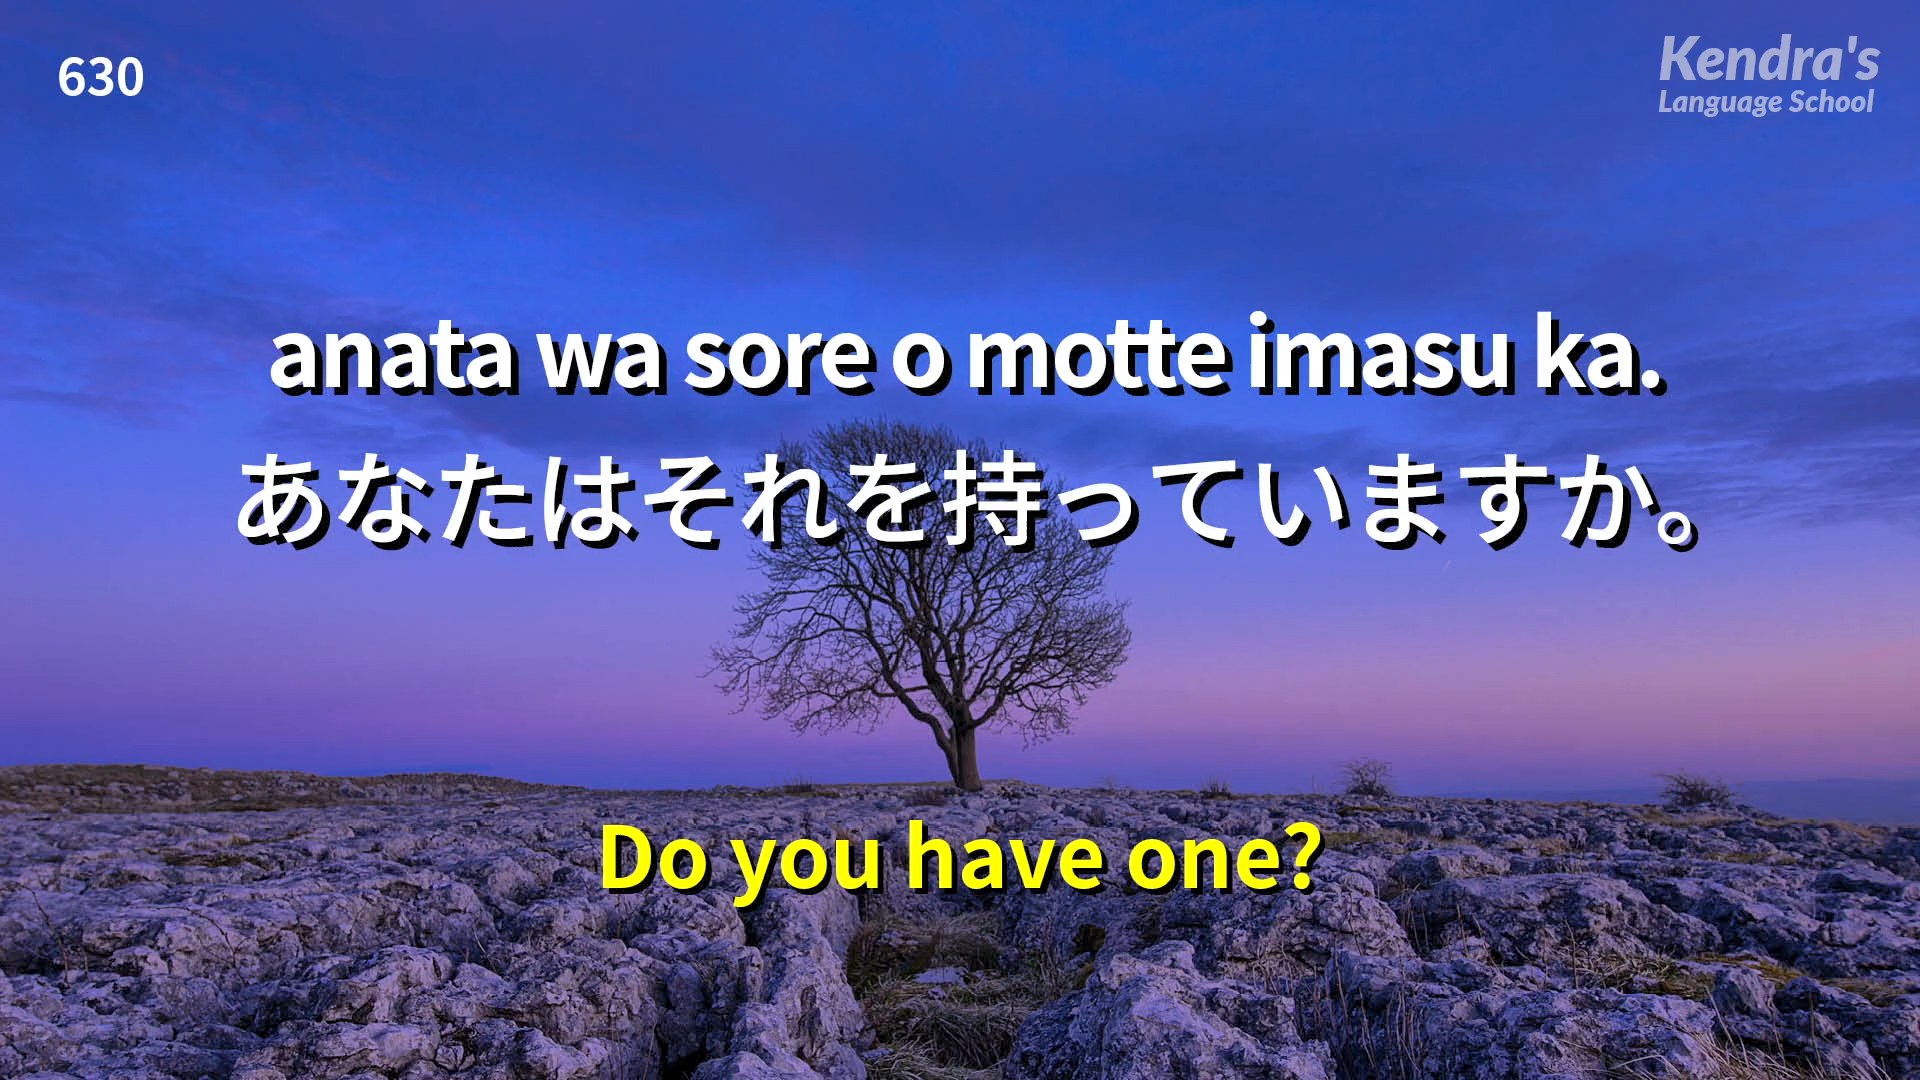 630
Kendra's
Language School
anata wa sore o motte imasu ka.
あなたはそれを持っていますか。
Do you have one?